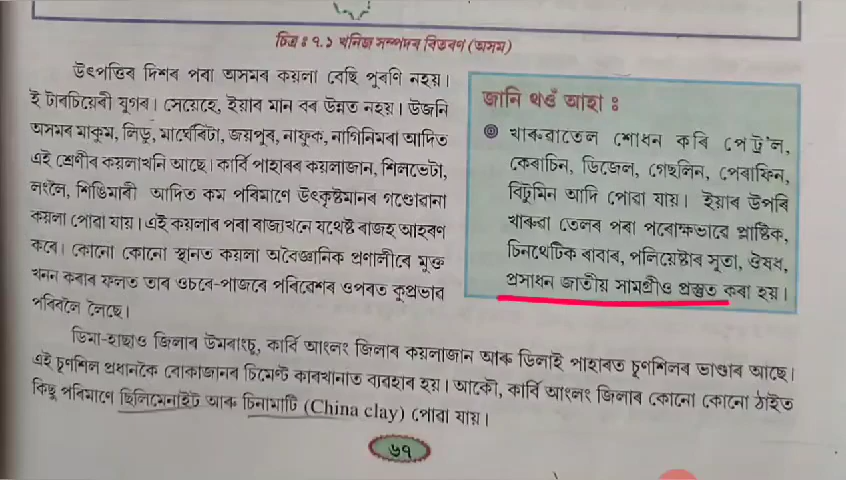 চিত্ৰ : ৭.১ খনিজ সম্পদৰ বিতৰণ (অসম)
উৎপত্তিৰ দিশৰ পৰা অসমৰ কয়লা বেছি পুৰণি নহয়।
ই টাৰচিয়েৰী যুগৰ। সেয়েহে, ইয়াৰ মান বৰ উন্নত নহয়। উজনি
অসমৰ মাকুম, লিডু, মাৰ্ঘেৰিটা, জয়পুৰ, নাফুক, নাগিনিমৰা আদিত
এই শ্ৰেণীৰ কয়লাখনি আছে। কাৰ্বি পাহাৰৰ কয়লাজান, শিলভেটা,
লংলৈ, শিঙিমাৰী আদিত কম পৰিমাণে উৎকৃষ্টমানৰ গণ্ডোৱানা
কয়লা পোৱা যায়। এই কয়লাৰ পৰা ৰাজ্যখনে যথেষ্ট ৰাজহ আহৰণ
কৰে। কোনো কোনো স্থানত কয়লা অবৈজ্ঞানিক প্ৰণালীৰে মুক্ত
খনন কৰাৰ ফলত তাৰ ওচৰে-পাজৰে পৰিৱেশৰ ওপৰত কুপ্ৰভাৱ
পৰিবলৈ লৈছে।
জানি থওঁ আহা :
খাৰুৱাতেল শোধন কৰি পেট্ৰ'ল,
কেৰাচিন, ডিজেল, গেছলিন, পেৰাফিন,
বিটুমিন আদি পোৱা যায়। ইয়াৰ উপৰি
খাৰুৱা তেলৰ পৰা পৰোক্ষভাৱে প্লাষ্টিক,
চিনথেটিক ৰাবাৰ, পলিয়েষ্টাৰ সূতা, ঔষধ,
প্ৰসাধন জাতীয় সামগ্ৰীও প্ৰস্তুত কৰা হয়।
ডিমা-হাছাও জিলাৰ উমৰাংচু, কাৰ্বি আংলং জিলাৰ কয়লাজান আৰু ডিলাই পাহাৰত চূণশিলৰ ভাণ্ডাৰ আছে।
এই চূণশিল প্ৰধানকৈ বোকাজানৰ চিমেণ্ট কাৰখানাত ব্যৱহাৰ হয়। আকৌ, কাৰ্বি আংলং জিলাৰ কোনো কোনো ঠাইত
কিছু পৰিমাণে ছিলিমেনাইট আৰু চিনামাটি (China clay) পোৱা যায়।
৬৭